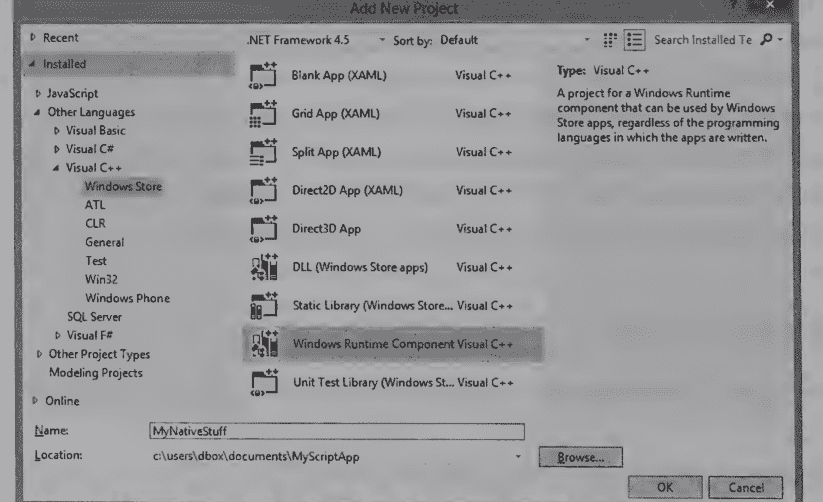 Add New Project
? ×
Recent
.NET Framework 4.5
Sort by: Default
Search Installed Te
Installed
JavaScript
Other Languages
Visual Basic
Visual C#
Visual C++
Windows Store
ATL
CLR
General
Test
Win32
Windows Phone
SQL Server
Visual F#
Other Project Types
Modeling Projects
Online
Blank App (XAML) Visual C++
Grid App (XAML) Visual C++
Split App (XAML) Visual C++
Direct2D App (XAML) Visual C++
Direct3D App Visual C++
DLL (Windows Store apps) Visual C++
Static Library (Windows Store... Visual C++
Windows Runtime Component Visual C++
Unit Test Library (Windows St... Visual C++
Type: Visual C++
A project for a Windows Runtime
component that can be used by Windows
Store apps, regardless of the programming
languages in which the apps are written.
Name: MyNativeStuff
Location: c:\users\dbox\documents\MyScriptApp
Browse...
OK Cancel